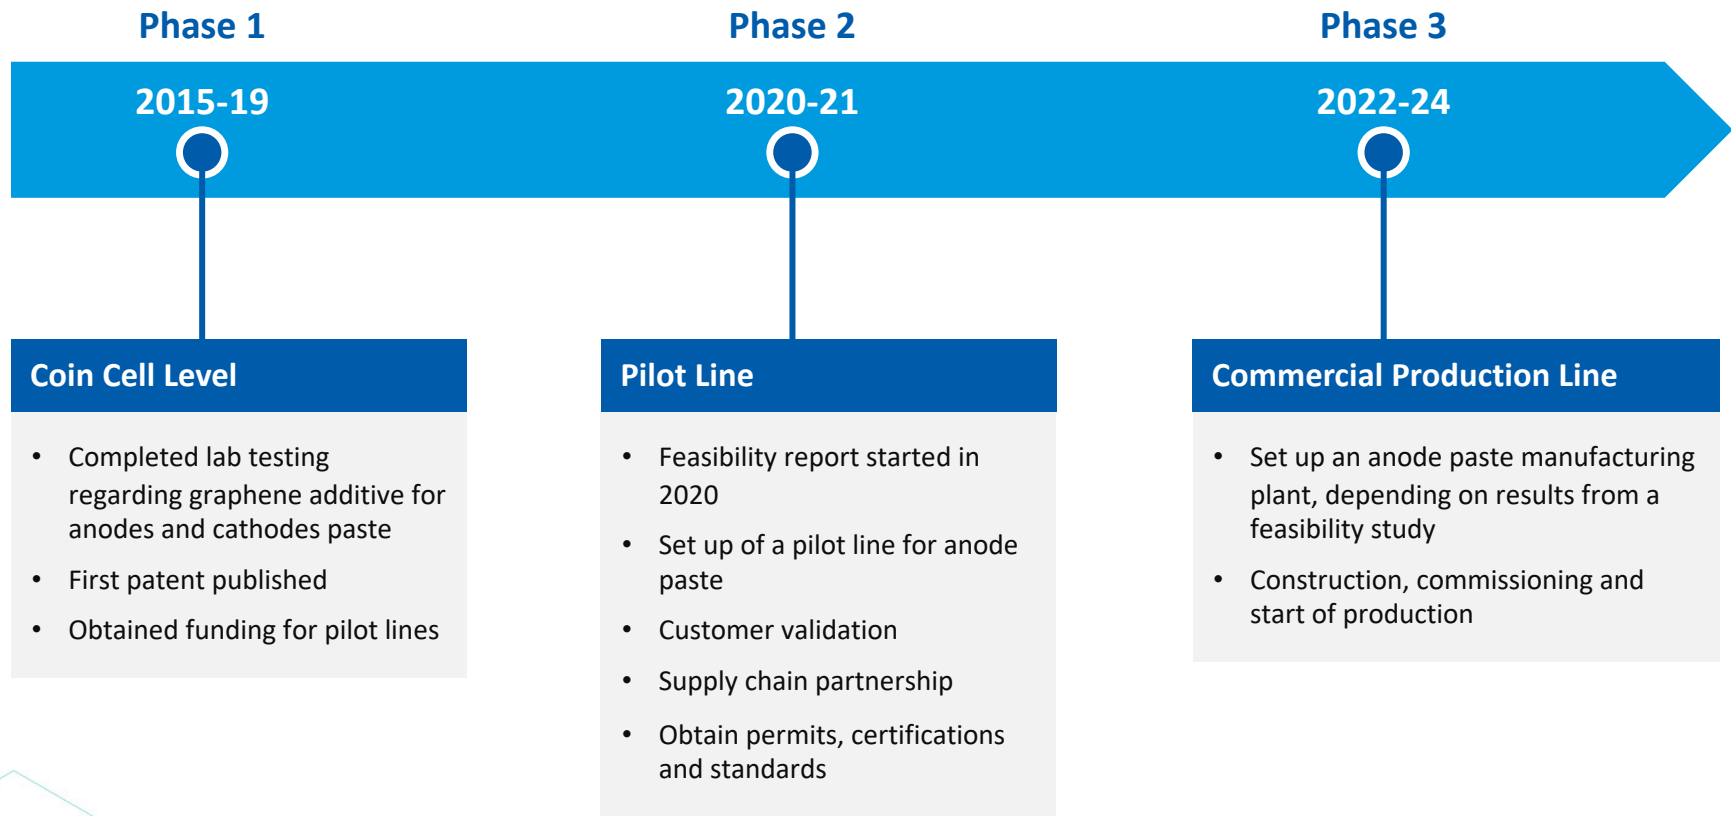 Phase 1
Phase 2
Phase 3
2015-19
2020-21
2022-24
Coin Cell Level
• Completed lab testing
regarding graphene additive for
anodes and cathodes paste
• First patent published
• Obtained funding for pilot lines
Pilot Line
• Feasibility report started in
2020
• Set up of a pilot line for anode
paste
• Customer validation
• Supply chain partnership
• Obtain permits, certifications
and standards
Commercial Production Line
• Set up an anode paste manufacturing
plant, depending on results from a
feasibility study
• Construction, commissioning and
start of production